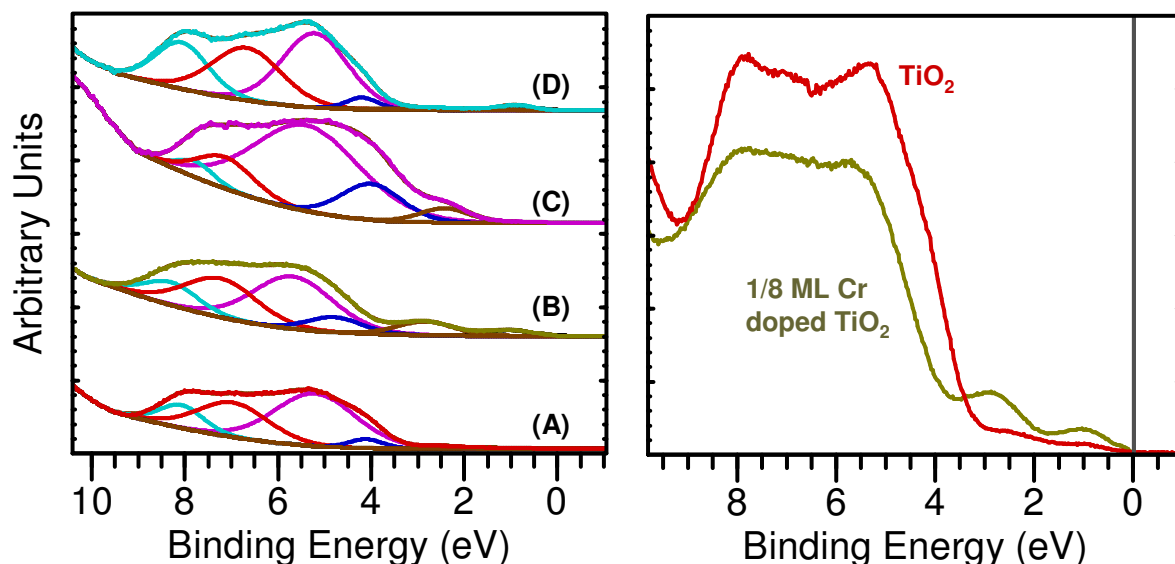 Arbitrary Units
(D)
(C)
(B)
(A)
10 8 6 4 2 0
Binding Energy (eV)
TiO₂
1/8 ML Cr
doped TiO₂
8 6 4 2 0
Binding Energy (eV)